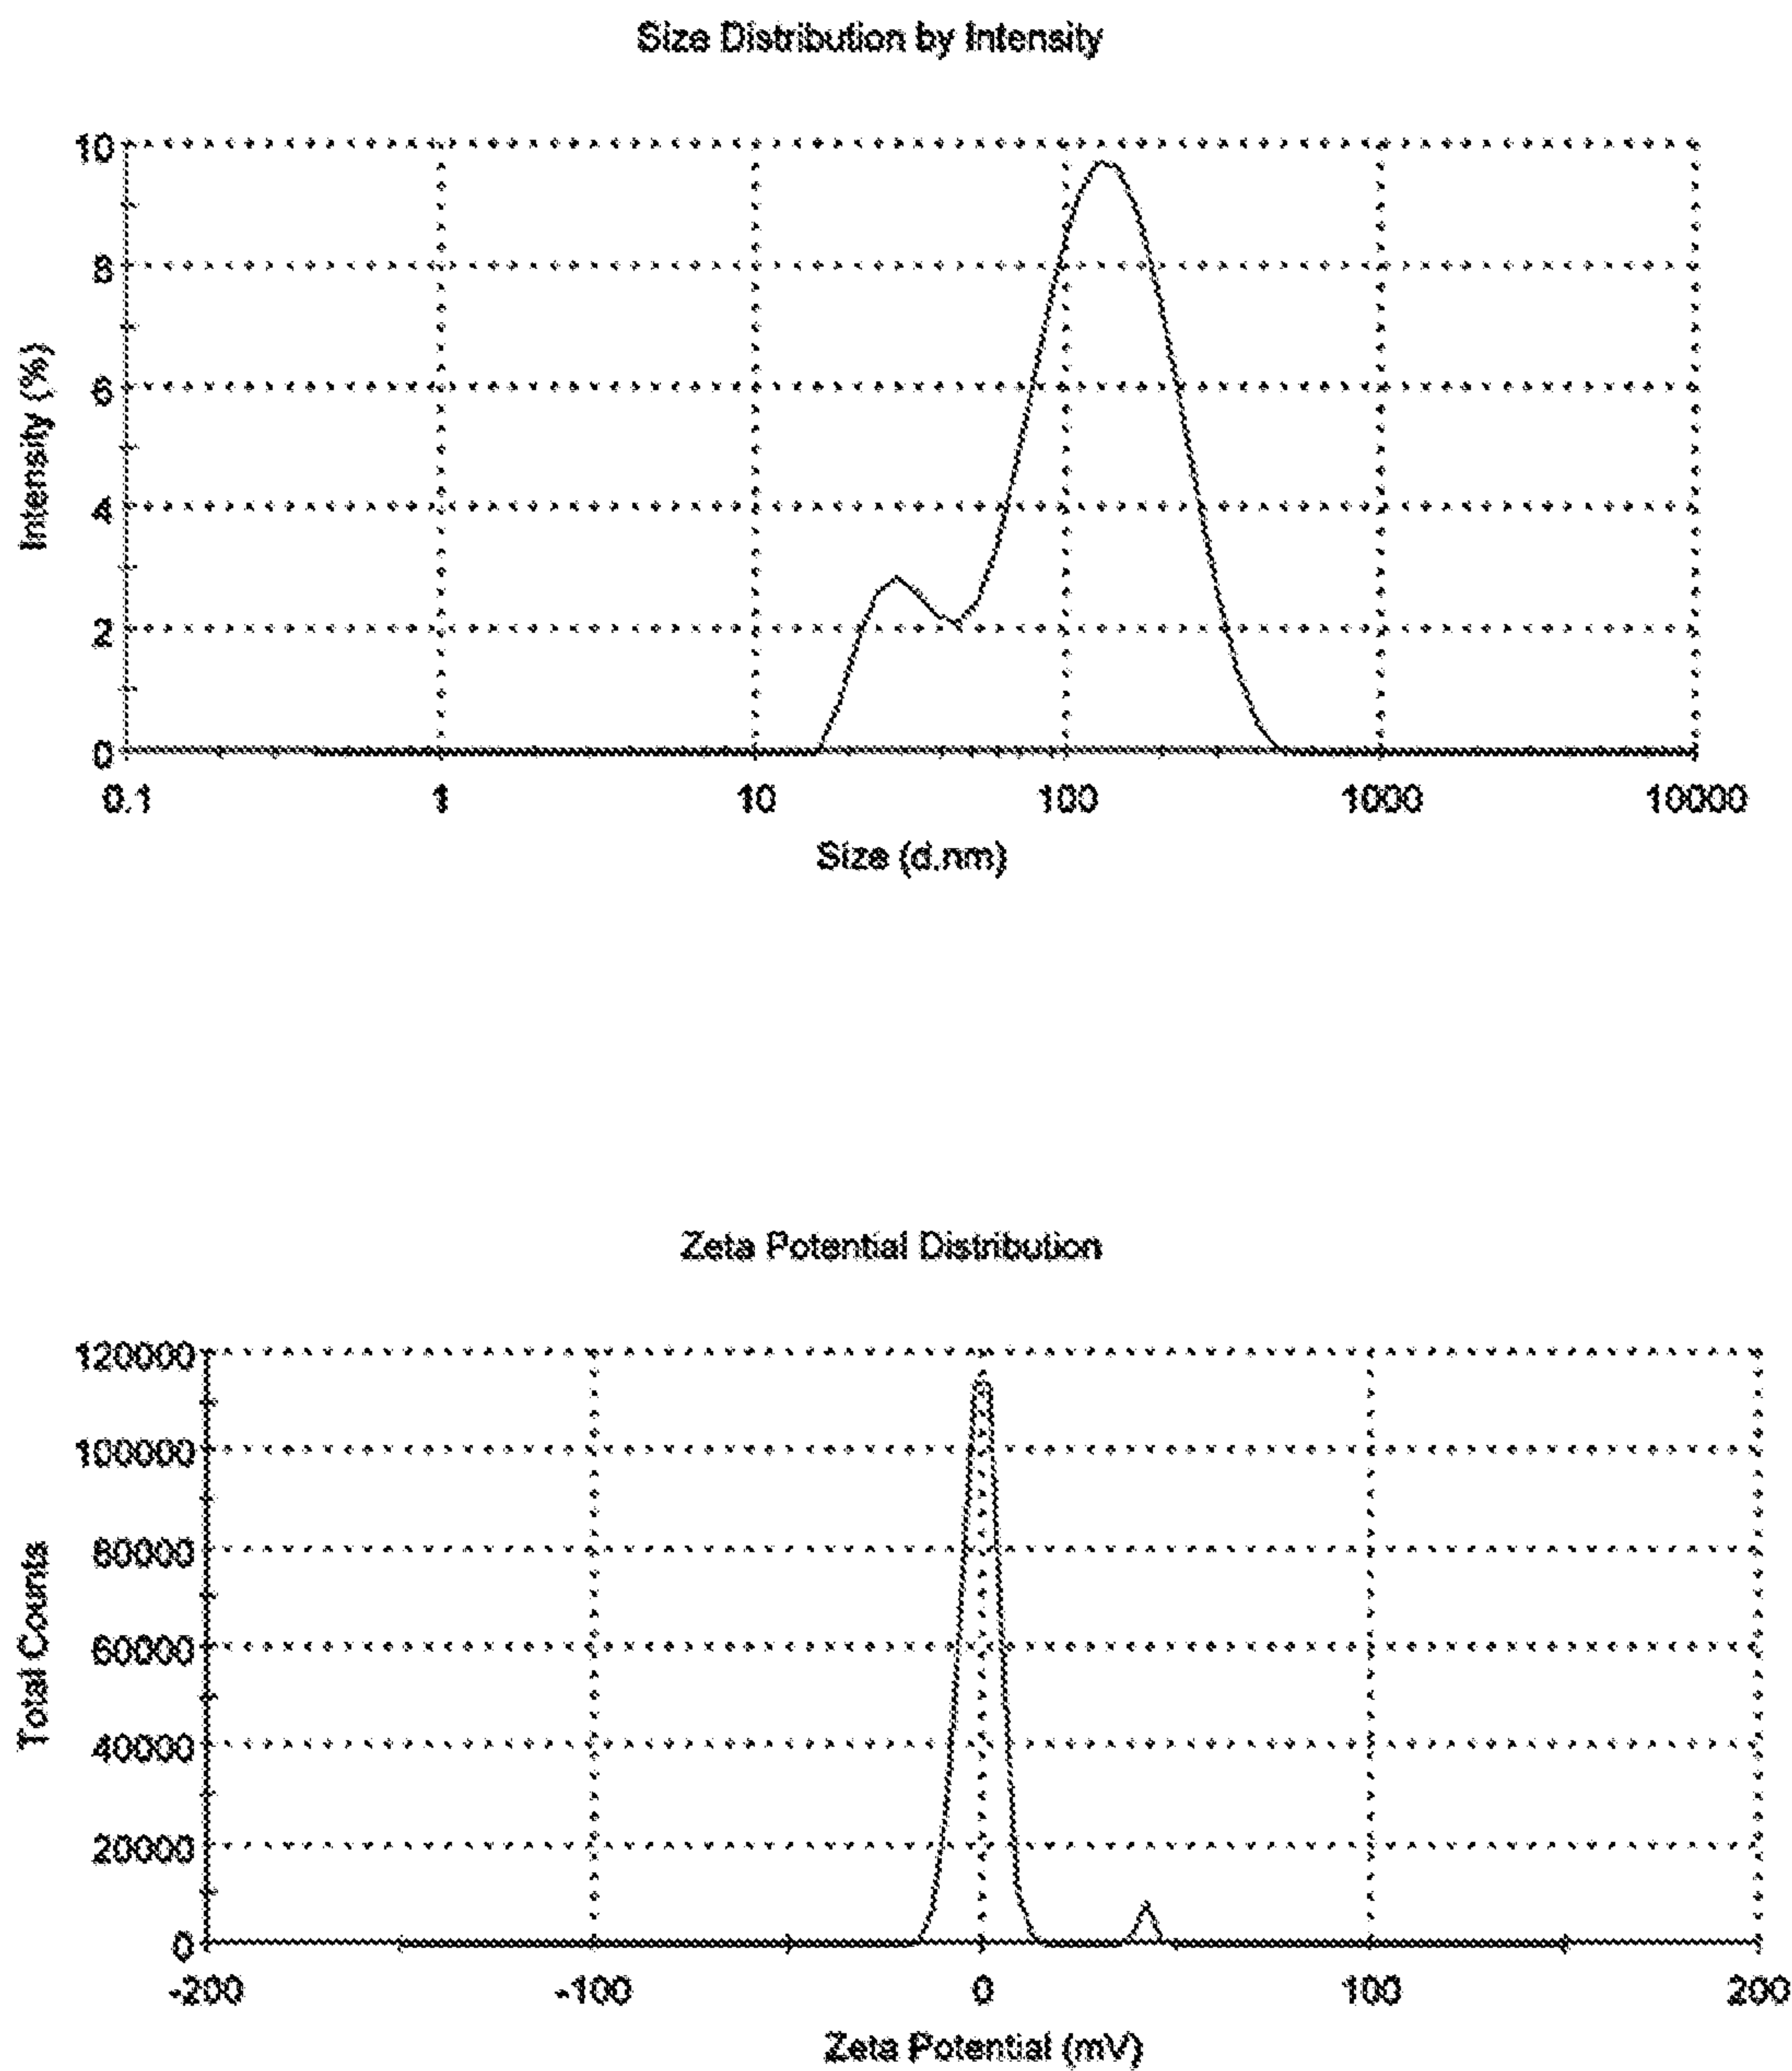 Size Distribution by Intensity
10
8
6
4
2
0
Intensity (%)
0.1 1 10 100 1000 10000
Size (d.nm)
Zeta Potential Distribution
120000
100000
80000
60000
40000
20000
0
Total Counts
-200 -100 0 100 200
Zeta Potential (mV)